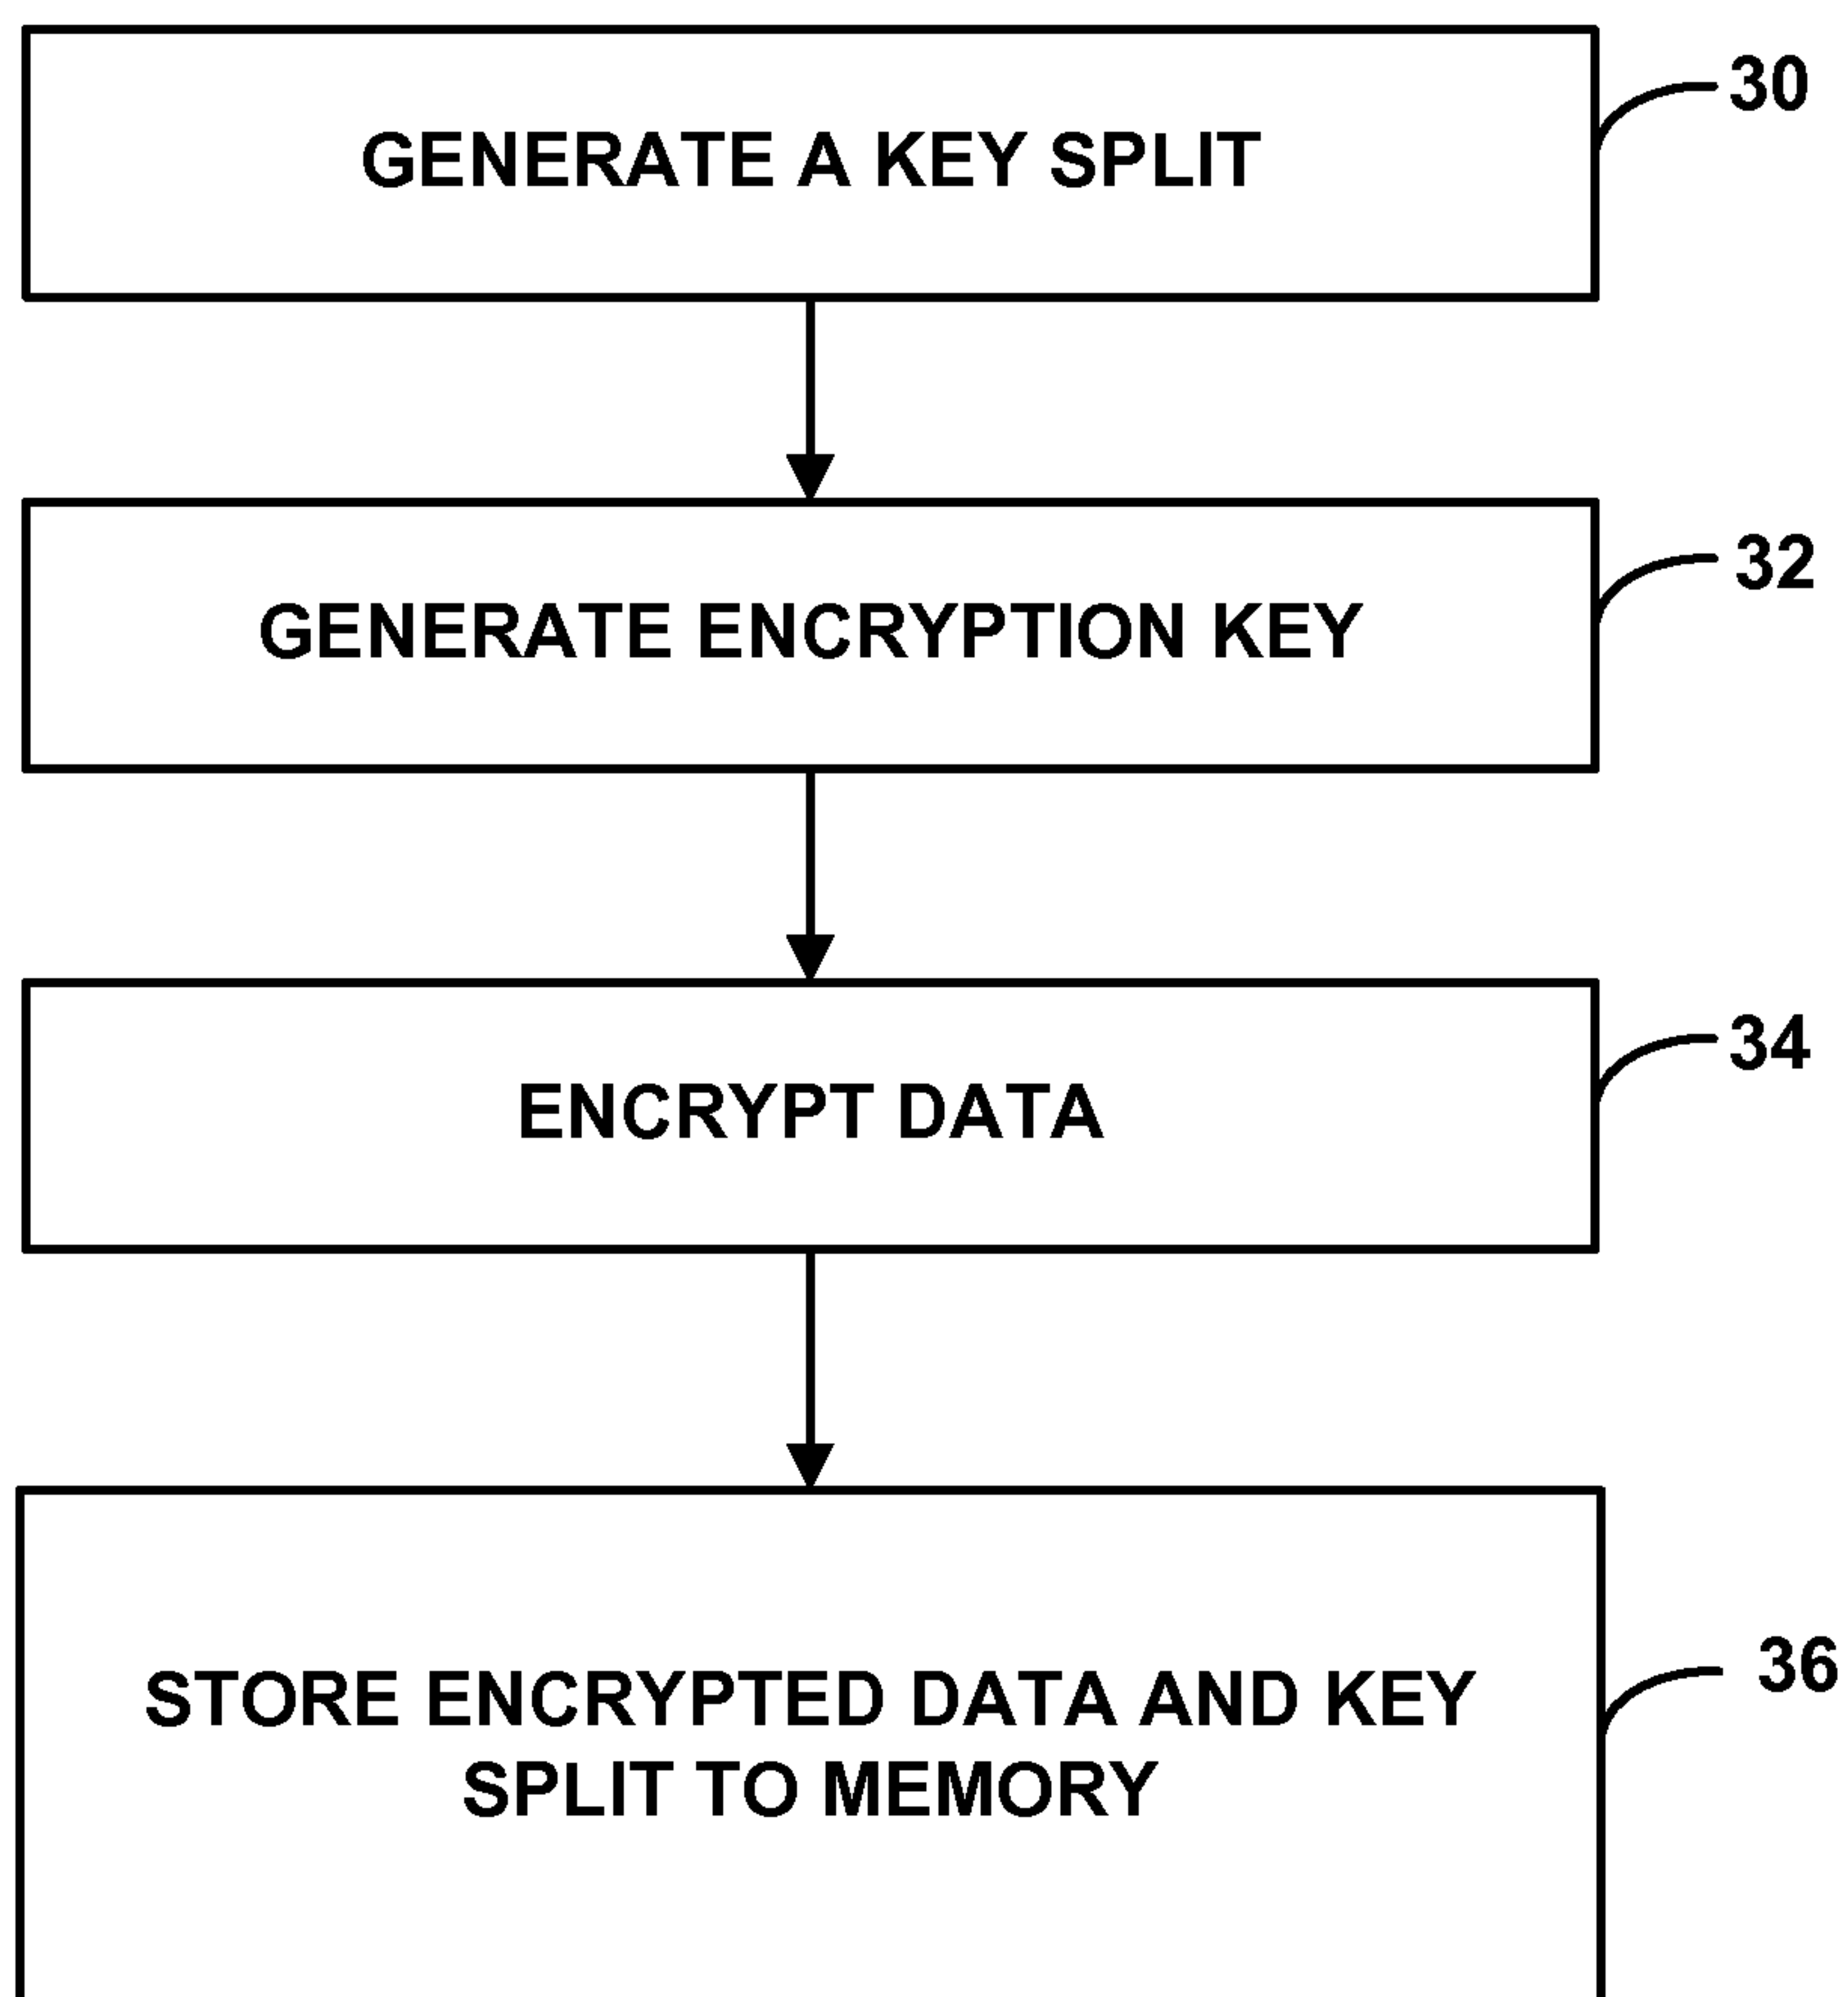 30
GENERATE A KEY SPLIT
32
GENERATE ENCRYPTION KEY
34
ENCRYPT DATA
36
STORE ENCRYPTED DATA AND KEY
SPLIT TO MEMORY